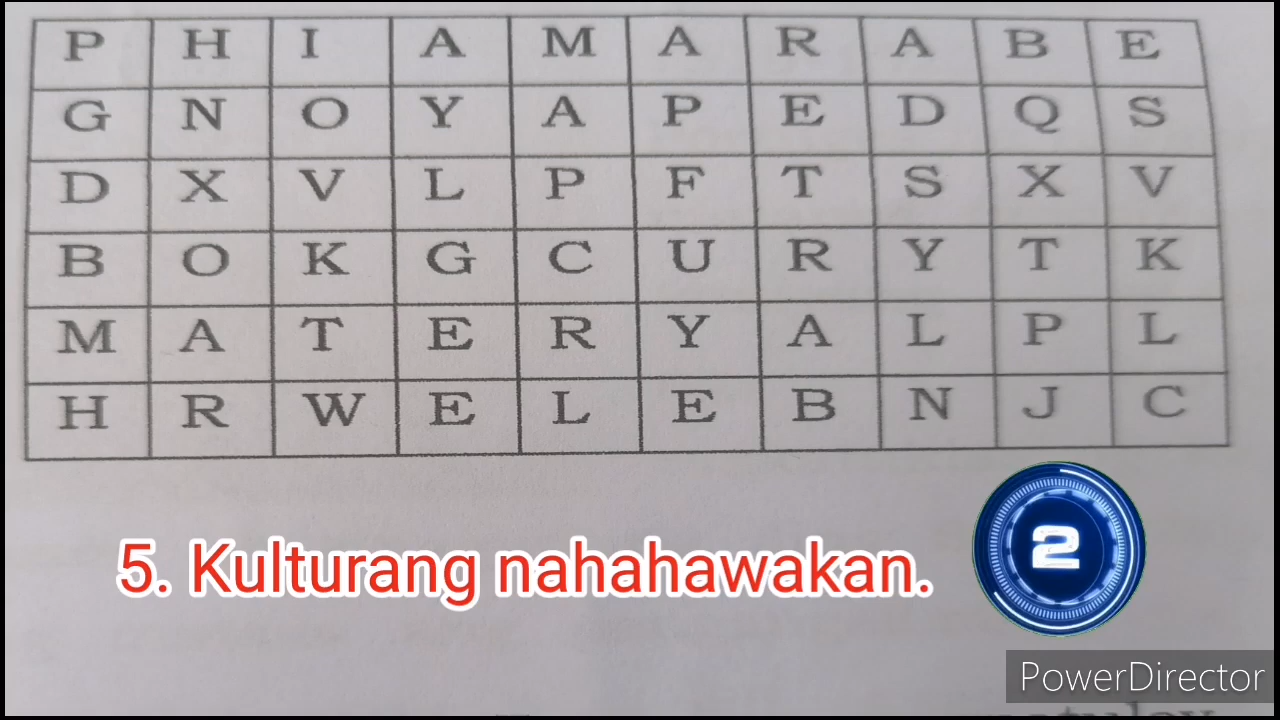 P H I A M A R A B E
G N O Y A P E D Q S
D X V L P F T S X V
B O K G C U R Y T K
M A T E R Y A L P L
H R W E L E B N J C
5. Kulturang nahahawakan.
2
PowerDirector